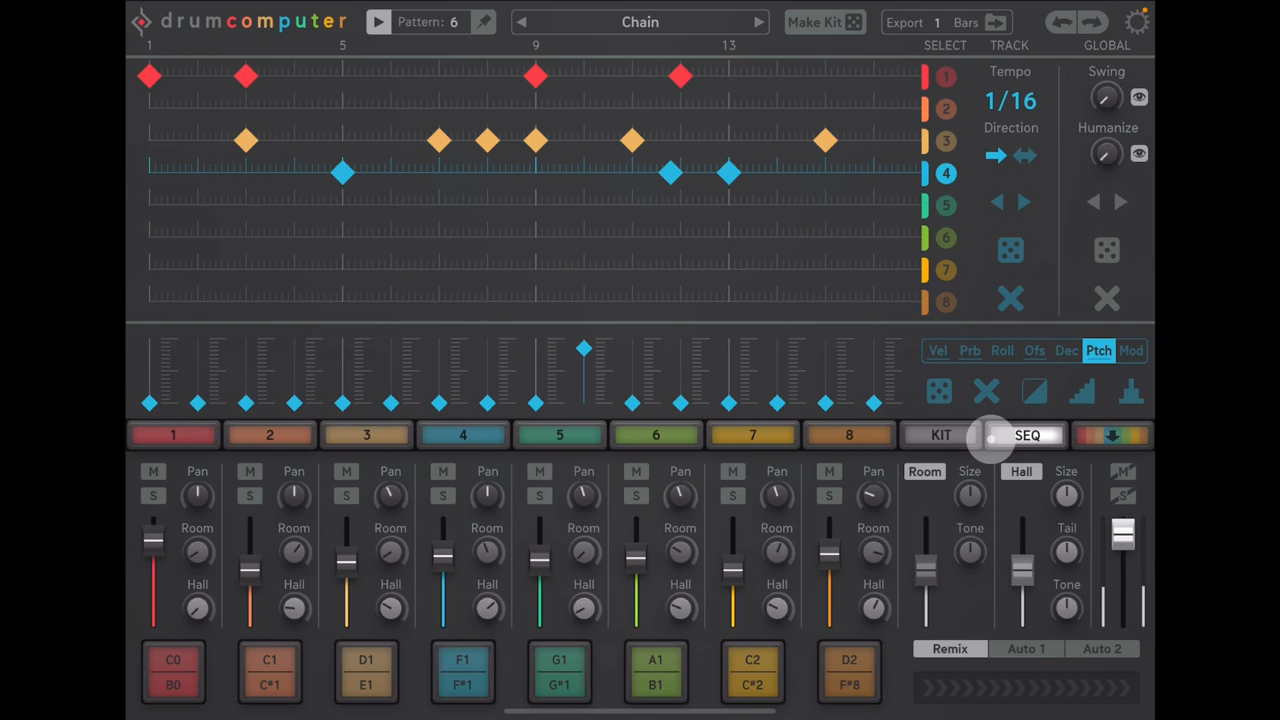 drumcomputer Pattern: 6 Chain Make Kit Export 1 Bars
1 5 9 13 SELECT TRACK GLOBAL
1 Tempo Swing
2 1/16
Direction Humanize
3
4
5
6
7
8
Vel Prb Roll Ofs Dec Ptch Mod
1 2 3 4 5 6 7 8 KIT SEQ
M Pan M Pan M Pan M Pan M Pan M Pan M Pan M Pan Room Size Hall Size M
S S S S S S S S S
Room Room Room Room Room Room Room Room Tone Tail
Hall Hall Hall Hall Hall Hall Hall Hall Tone
C0 C1 D1 F1 G1 A1 C2 D2 Remix Auto 1 Auto 2
B0 C#1 E1 F#1 G#1 B1 C#2 F#8